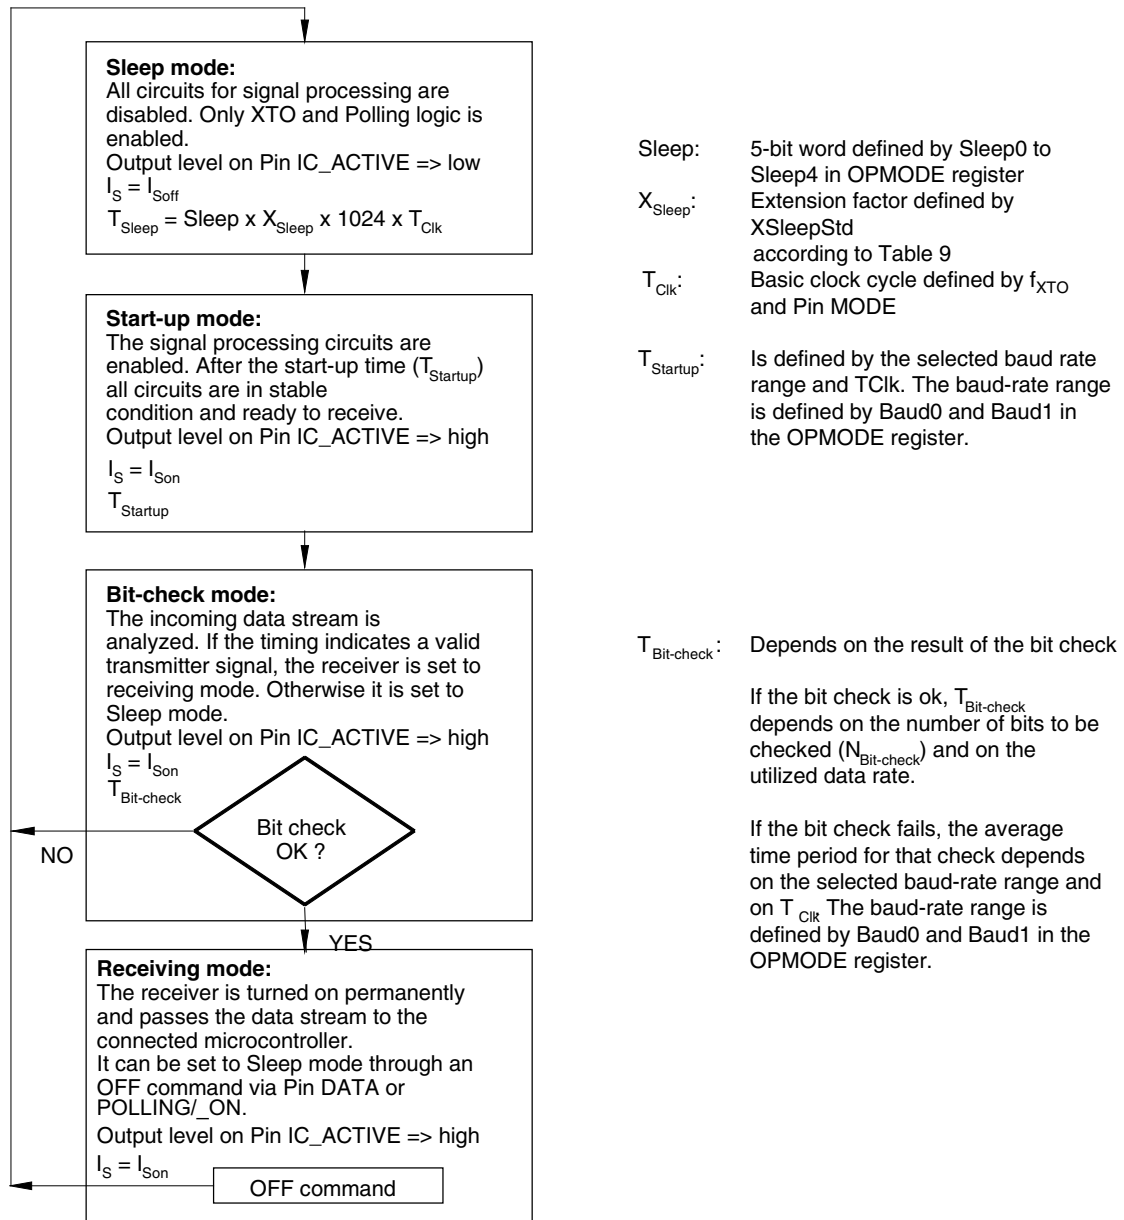 Sleep mode:
All circuits for signal processing are
disabled. Only XTO and Polling logic is
enabled.
Output level on Pin IC_ACTIVE => low
IS = ISoff
TSleep = Sleep x XSleep x 1024 x TClk
Start-up mode:
The signal processing circuits are
enabled. After the start-up time (TStartup)
all circuits are in stable
condition and ready to receive.
Output level on Pin IC_ACTIVE => high
IS = ISon
TStartup
Bit-check mode:
The incoming data stream is
analyzed. If the timing indicates a valid
transmitter signal, the receiver is set to
receiving mode. Otherwise it is set to
Sleep mode.
Output level on Pin IC_ACTIVE => high
IS = ISon
TBit-check
Bit check
OK ?
NO
YES
Receiving mode:
The receiver is turned on permanently
and passes the data stream to the
connected microcontroller.
It can be set to Sleep mode through an
OFF command via Pin DATA or
POLLING/_ON.
Output level on Pin IC_ACTIVE => high
IS = ISon
OFF command
Sleep: 5-bit word defined by Sleep0 to
Sleep4 in OPMODE register
XSleep: Extension factor defined by
XSleepStd
according to Table 9
TClk: Basic clock cycle defined by fXTO
and Pin MODE
TStartup: Is defined by the selected baud rate
range and TClk. The baud-rate range
is defined by Baud0 and Baud1 in
the OPMODE register.
TBit-check: Depends on the result of the bit check
If the bit check is ok, TBit-check
depends on the number of bits to be
checked (NBit-check) and on the
utilized data rate.
If the bit check fails, the average
time period for that check depends
on the selected baud-rate range and
on T Clk. The baud-rate range is
defined by Baud0 and Baud1 in the
OPMODE register.